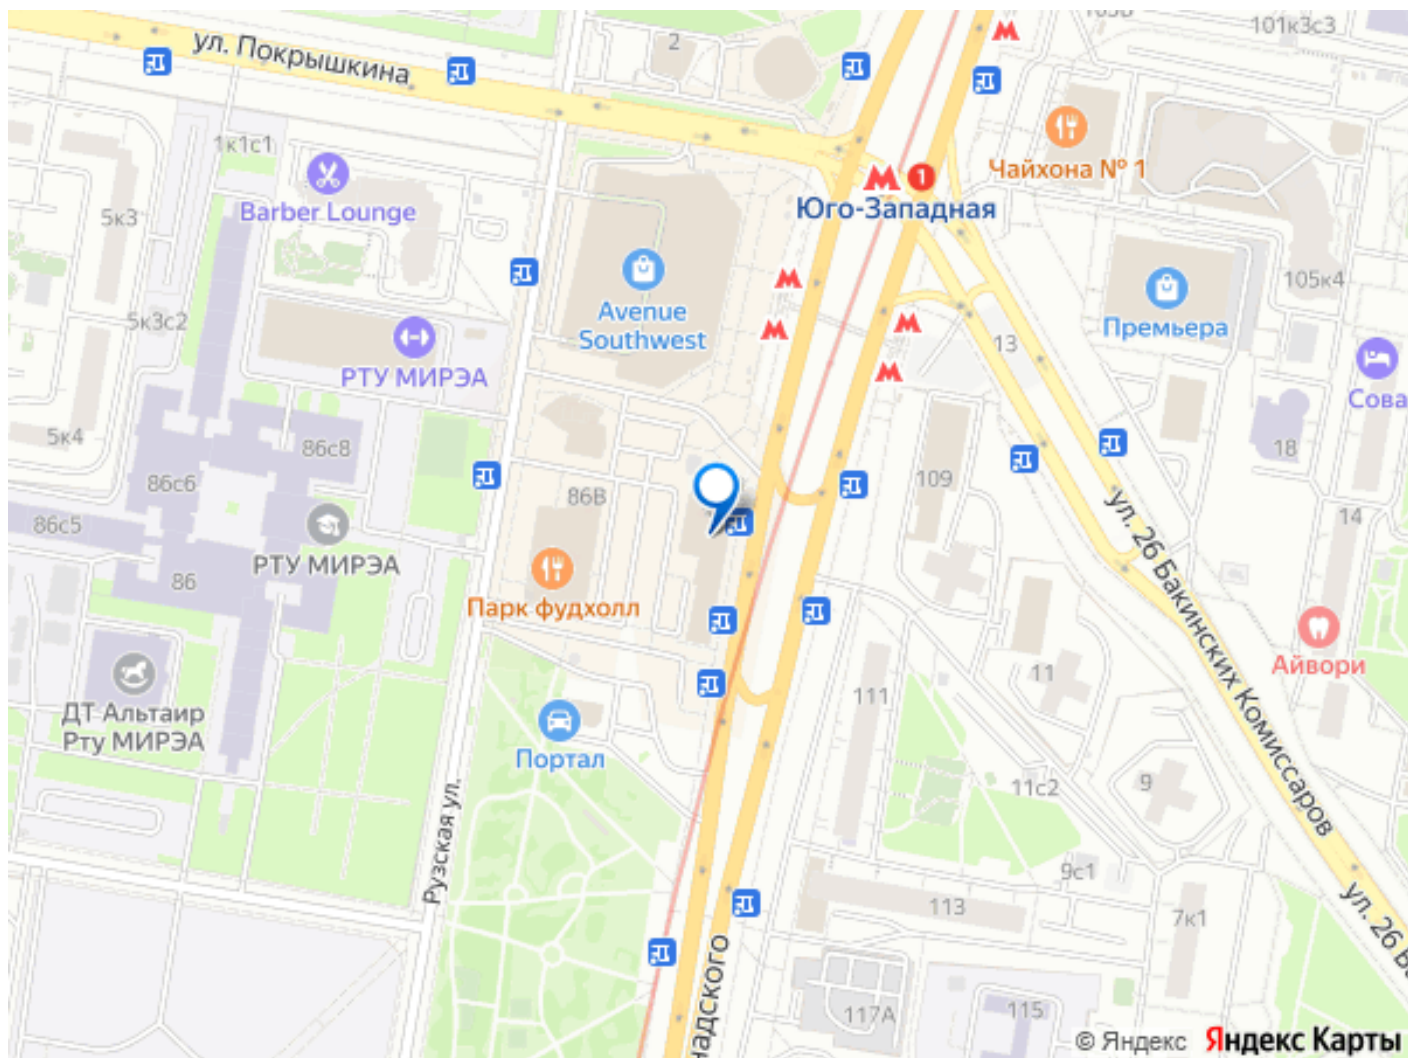 101к3с3
2
ул. Покрышкина
1к1с1
Чайхона № 1
Barber Lounge
5к3
1
Юго-Западная
105к4
Avenue
Southwest
5к3с2
Премьера
13
РТУ МИРЭА
Сова
5к4
86с8
18
86с6
109
86В
86с5
14
ул. 26 Бакинских Комиссаров
РТУ МИРЭА
86
Парк фудхолл
Айвори
11
111
ДТ Альтаир
Рту МИРЭА
Портал
11с2
9
Рузская ул.
9с1
113
7к1
ул. 26 Ба
надского
117А
115
© Яндекс
Яндекс Карты